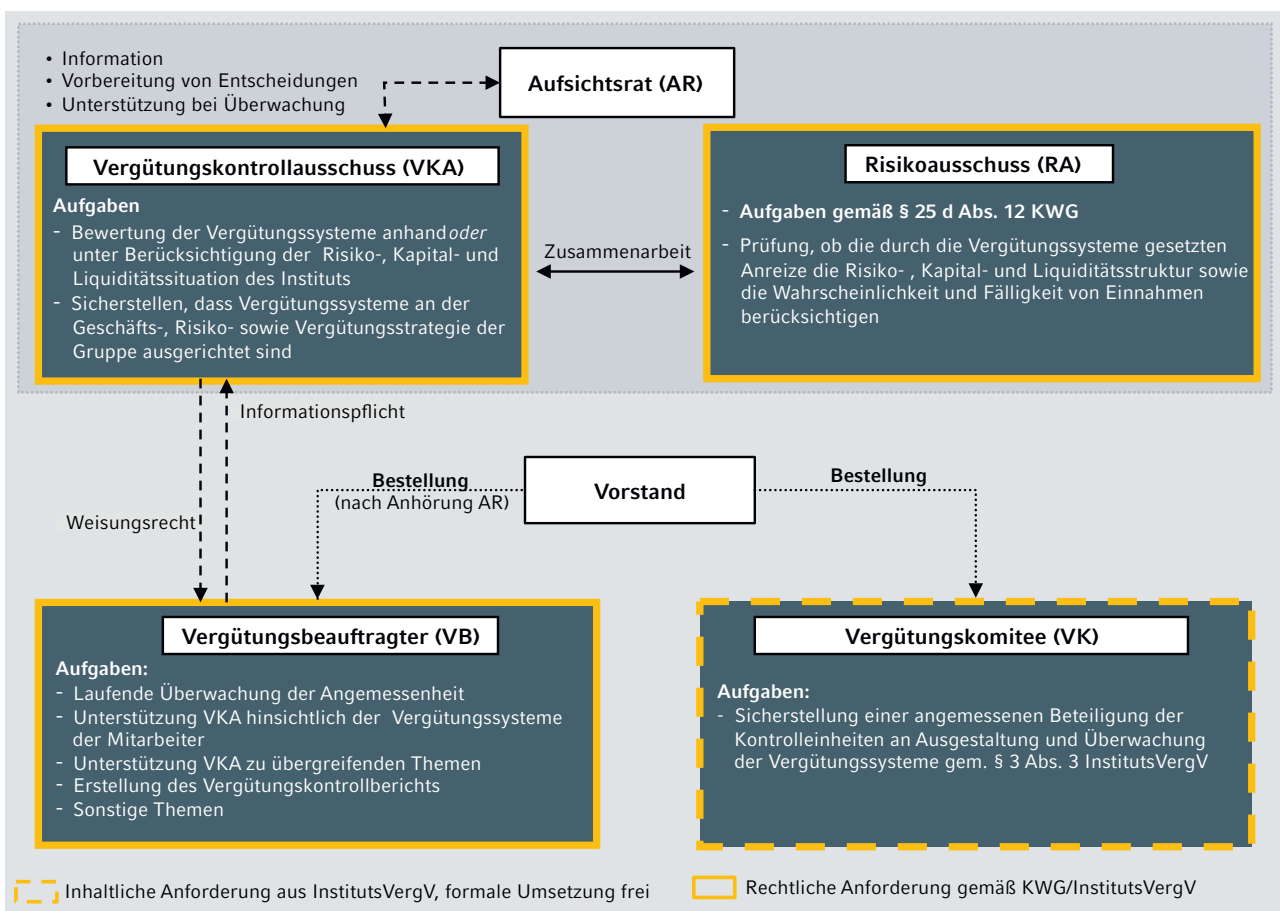 • Information
• Vorbereitung von Entscheidungen
• Unterstützung bei Überwachung
Aufsichtsrat (AR)
Vergütungskontrollausschuss (VKA)
Aufgaben
- Bewertung der Vergütungssysteme anhand oder
unter Berücksichtigung der Risiko-, Kapital- und
Liquiditätssituation des Instituts
- Sicherstellen, dass Vergütungssysteme an der
Geschäfts-, Risiko- sowie Vergütungsstrategie der
Gruppe ausgerichtet sind
Zusammenarbeit
Risikoausschuss (RA)
- Aufgaben gemäß § 25 d Abs. 12 KWG
- Prüfung, ob die durch die Vergütungssysteme gesetzten
Anreize die Risiko- , Kapital- und Liquiditätsstruktur sowie
die Wahrscheinlichkeit und Fälligkeit von Einnahmen
berücksichtigen
Informationspflicht
Weisungsrecht
Bestellung
(nach Anhörung AR)
Vorstand
Bestellung
Vergütungsbeauftragter (VB)
Aufgaben:
- Laufende Überwachung der Angemessenheit
- Unterstützung VKA hinsichtlich der Vergütungssysteme
der Mitarbeiter
- Unterstützung VKA zu übergreifenden Themen
- Erstellung des Vergütungskontrollberichts
- Sonstige Themen
Vergütungskomitee (VK)
Aufgaben:
- Sicherstellung einer angemessenen Beteiligung der
Kontrolleinheiten an Ausgestaltung und Überwachung
der Vergütungssysteme gem. § 3 Abs. 3 InstitutsVergV
Inhaltliche Anforderung aus InstitutsVergV, formale Umsetzung frei
Rechtliche Anforderung gemäß KWG/InstitutsVergV